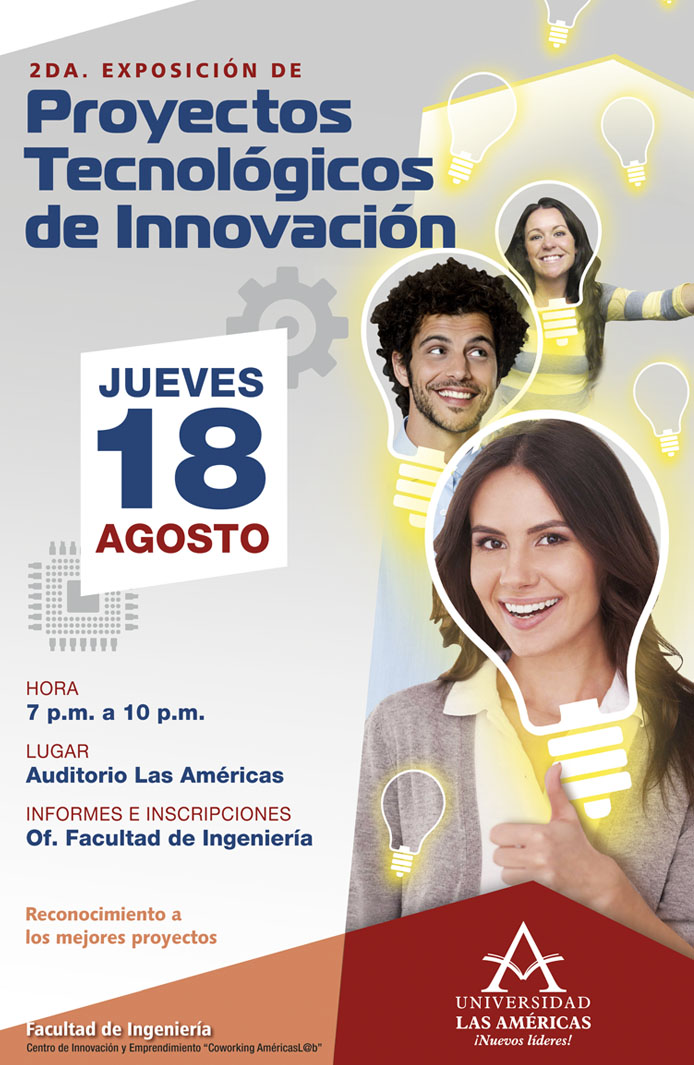 2DA. EXPOSICIÓN DE
Proyectos
Tecnológicos
de Innovación
JUEVES
18
AGOSTO
HORA
7 p.m. a 10 p.m.
LUGAR
Auditorio Las Américas
INFORMES E INSCRIPCIONES
Of. Facultad de Ingeniería
Reconocimiento a
los mejores proyectos
Facultad de Ingeniería
Centro de Innovación y Emprendimiento “Coworking AméricasL@b”
UNIVERSIDAD
LAS AMÉRICAS
¡Nuevos líderes!